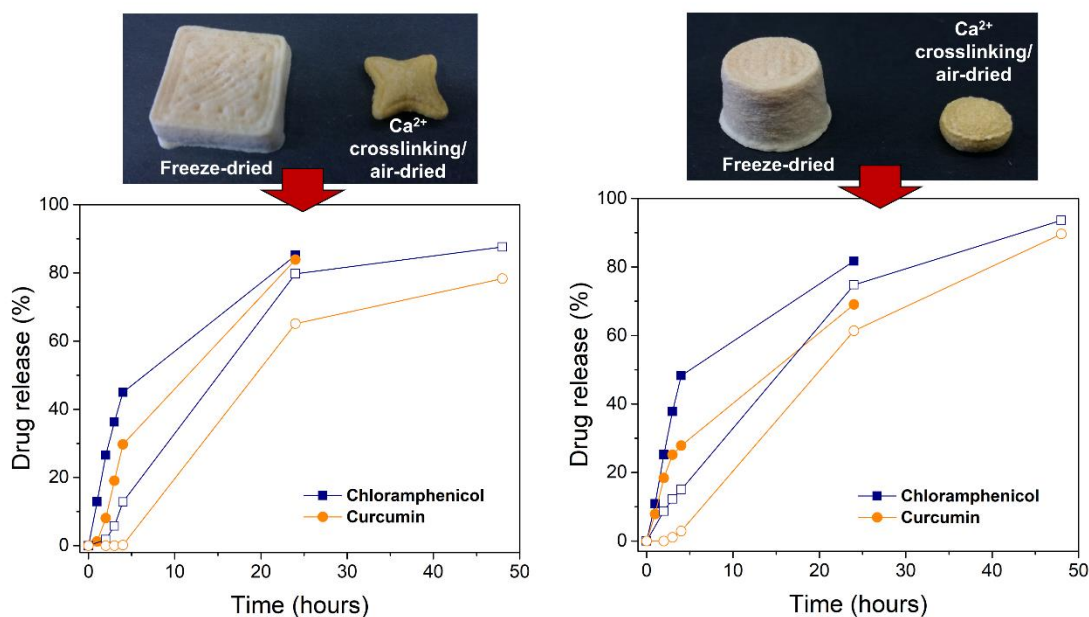 Freeze-dried
Ca²⁺
crosslinking/
air-dried
Freeze-dried
Ca²⁺
crosslinking/
air-dried
100
80
60
40
20
0
Drug release (%)
Chloramphenicol
Curcumin
0
10
20
30
40
50
Time (hours)
100
80
60
40
20
0
Drug release (%)
Chloramphenicol
Curcumin
0
10
20
30
40
50
Time (hours)